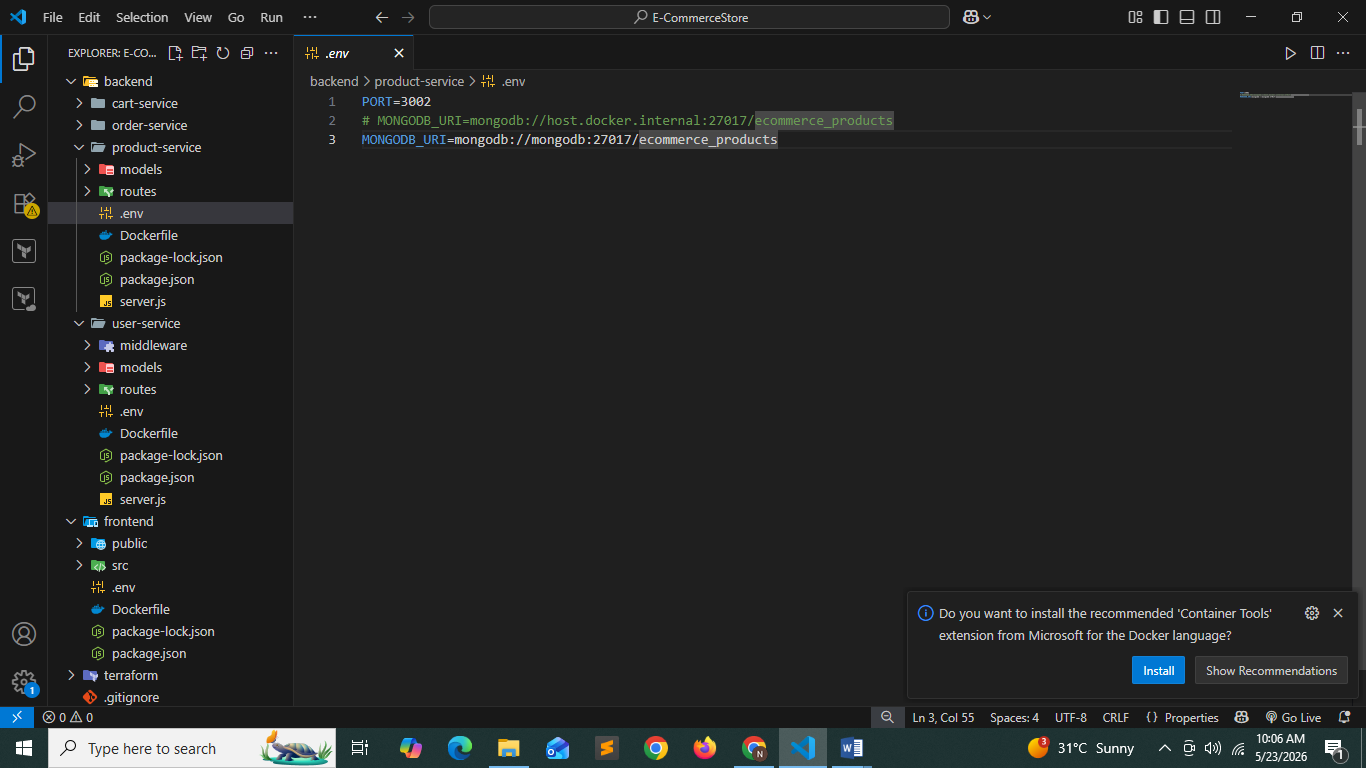 File Edit Selection View Go Run ···
E-CommerceStore
EXPLORER: E-CO...
.env
backend
backend > product-service > .env
cart-service
order-service
product-service
models
routes
.env
Dockerfile
package-lock.json
package.json
server.js
user-service
middleware
models
routes
.env
Dockerfile
package-lock.json
package.json
server.js
frontend
public
src
.env
Dockerfile
package-lock.json
package.json
terraform
.gitignore
1 PORT=3002
2 # MONGODB_URI=mongodb://host.docker.internal:27017/ecommerce_products
3 MONGODB_URI=mongodb://mongodb:27017/ecommerce_products
Do you want to install the recommended 'Container Tools'
extension from Microsoft for the Docker language?
Install Show Recommendations
1
0 0 Ln 3, Col 55 Spaces: 4 UTF-8 CRLF {} Properties Go Live
Type here to search
N
W
3
31°C Sunny
10:06 AM
5/23/2026
1